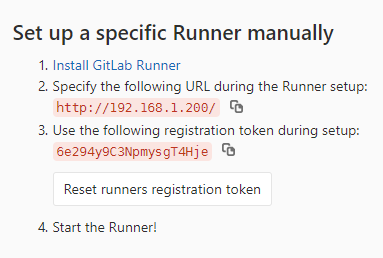 Set up a specific Runner manually
1. Install GitLab Runner
2. Specify the following URL during the Runner setup:
http://192.168.1.200/
3. Use the following registration token during setup:
6e294y9C3NpmysgT4Hje
Reset runners registration token
4. Start the Runner!